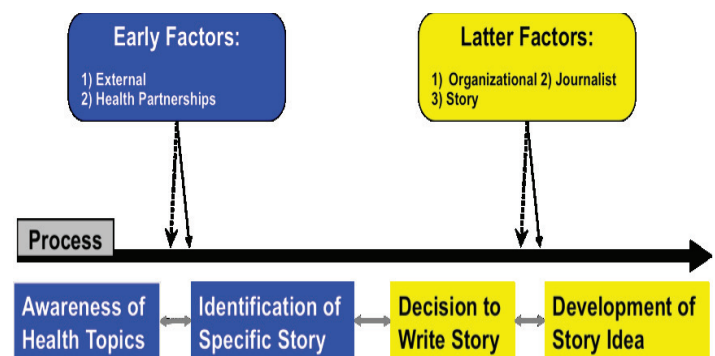 Early Factors:
1) External
2) Health Partnerships
Latter Factors:
1) Organizational 2) Journalist
3) Story
Process
Awareness of
Health Topics
Identification of
Specific Story
Decision to
Write Story
Development of
Story Idea